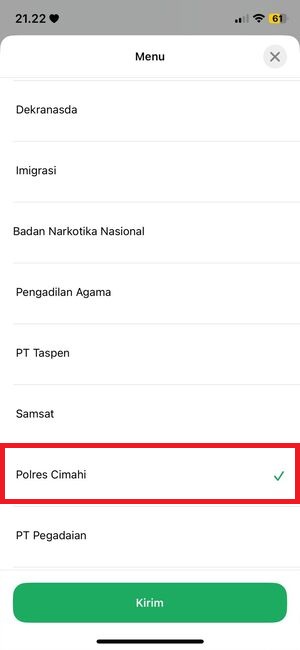 21.22
61
Menu
Dekranasda
Imigrasi
Badan Narkotika Nasional
Pengadilan Agama
PT Taspen
Samsat
Polres Cimahi
PT Pegadaian
Kirim